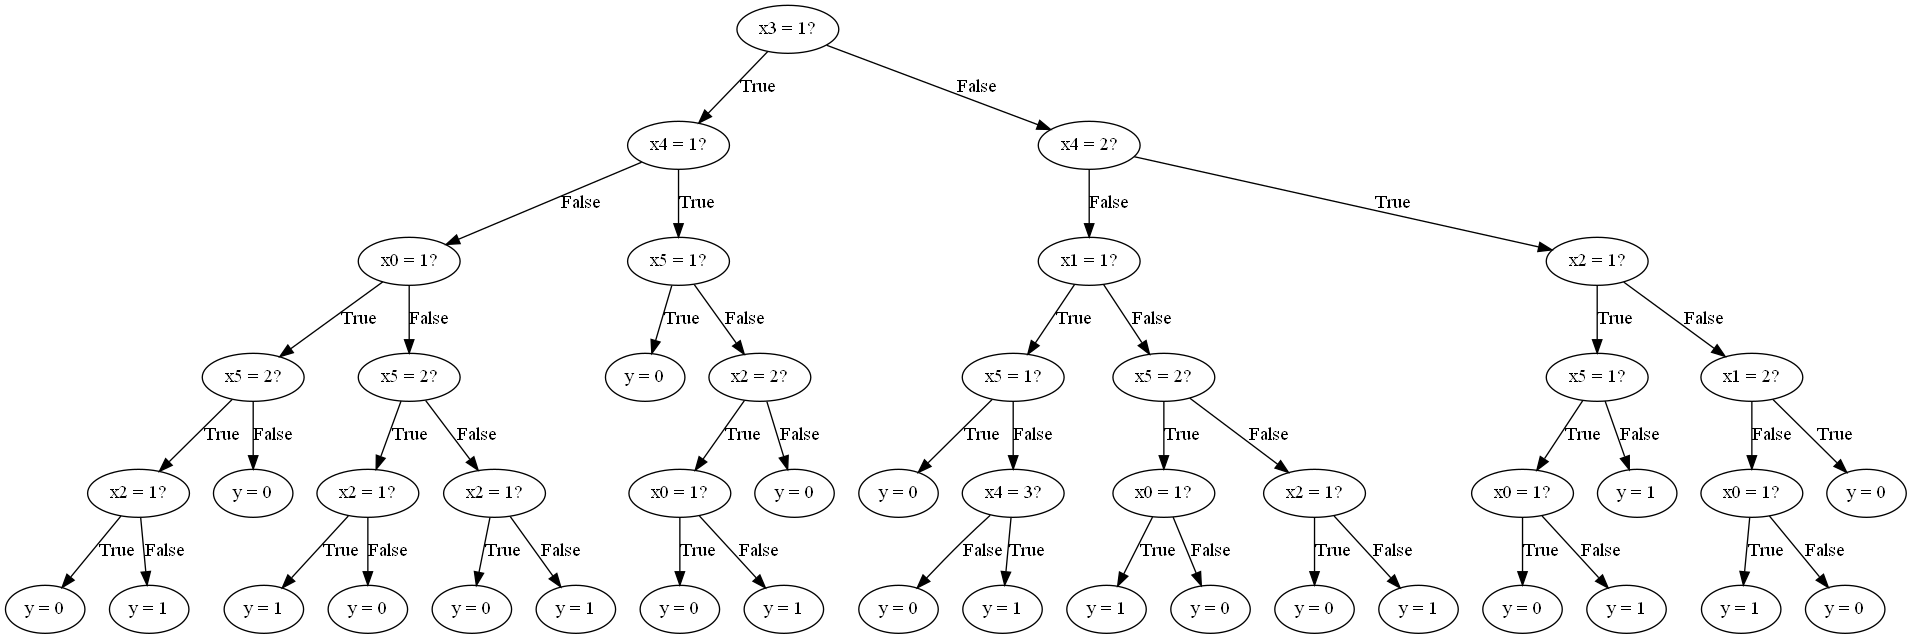 x3 = 1?
True False
x4 = 1? x4 = 2?
False True False True
x0 = 1? x5 = 1? x1 = 1? x2 = 1?
True False True False True False True False
x5 = 2? x5 = 2? y = 0 x2 = 2? x5 = 1? x5 = 2? x5 = 1? x1 = 2?
True False True False True False True False True False True False False True
x2 = 1? y = 0 x2 = 1? x2 = 1? x0 = 1? y = 0 y = 0 x4 = 3? x0 = 1? x2 = 1? x0 = 1? y = 1 x0 = 1? y = 0
True False True False True False True False False True True False True False True False True False
y = 0 y = 1 y = 1 y = 0 y = 0 y = 1 y = 0 y = 1 y = 0 y = 1 y = 1 y = 0 y = 0 y = 1 y = 0 y = 1 y = 1 y = 0